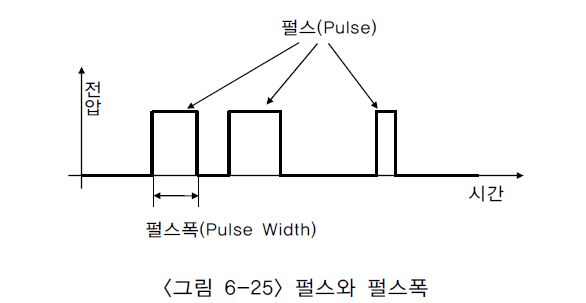 펄스(Pulse)
전
압
시간
펄스폭(Pulse Width)
〈그림 6-25〉 펄스와 펄스폭